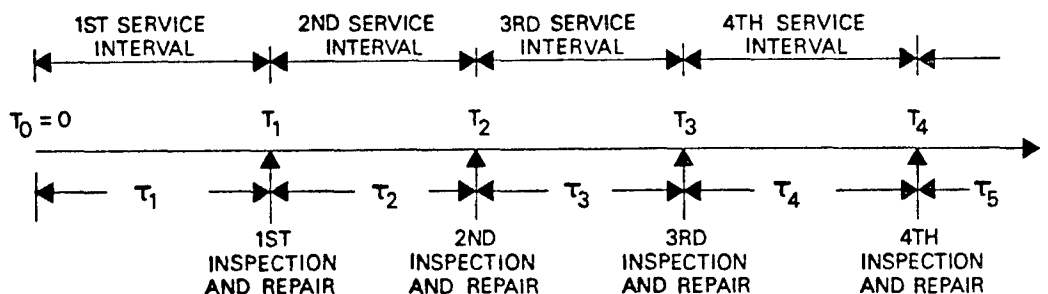 1ST SERVICE INTERVAL
2ND SERVICE INTERVAL
3RD SERVICE INTERVAL
4TH SERVICE INTERVAL
T₀ = 0
T₁
T₂
T₃
T₄
τ₁
τ₂
τ₃
τ₄
τ₅
1ST
INSPECTION
AND REPAIR
2ND
INSPECTION
AND REPAIR
3RD
INSPECTION
AND REPAIR
4TH
INSPECTION
AND REPAIR